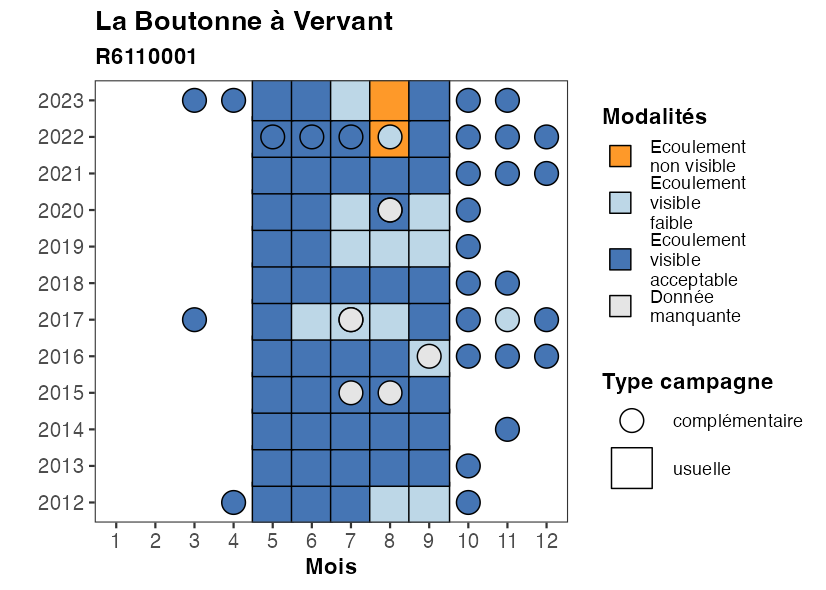 La Boutonne à Vervant
R6110001
2023
2022
2021
2020
2019
2018
2017
2016
2015
2014
2013
2012
1 2 3 4 5 6 7 8 9 10 11 12
Mois
Modalités
Ecoulement
non visible
Ecoulement
visible
faible
Ecoulement
visible
acceptable
Donnée
manquante
Type campagne
complémentaire
usuelle